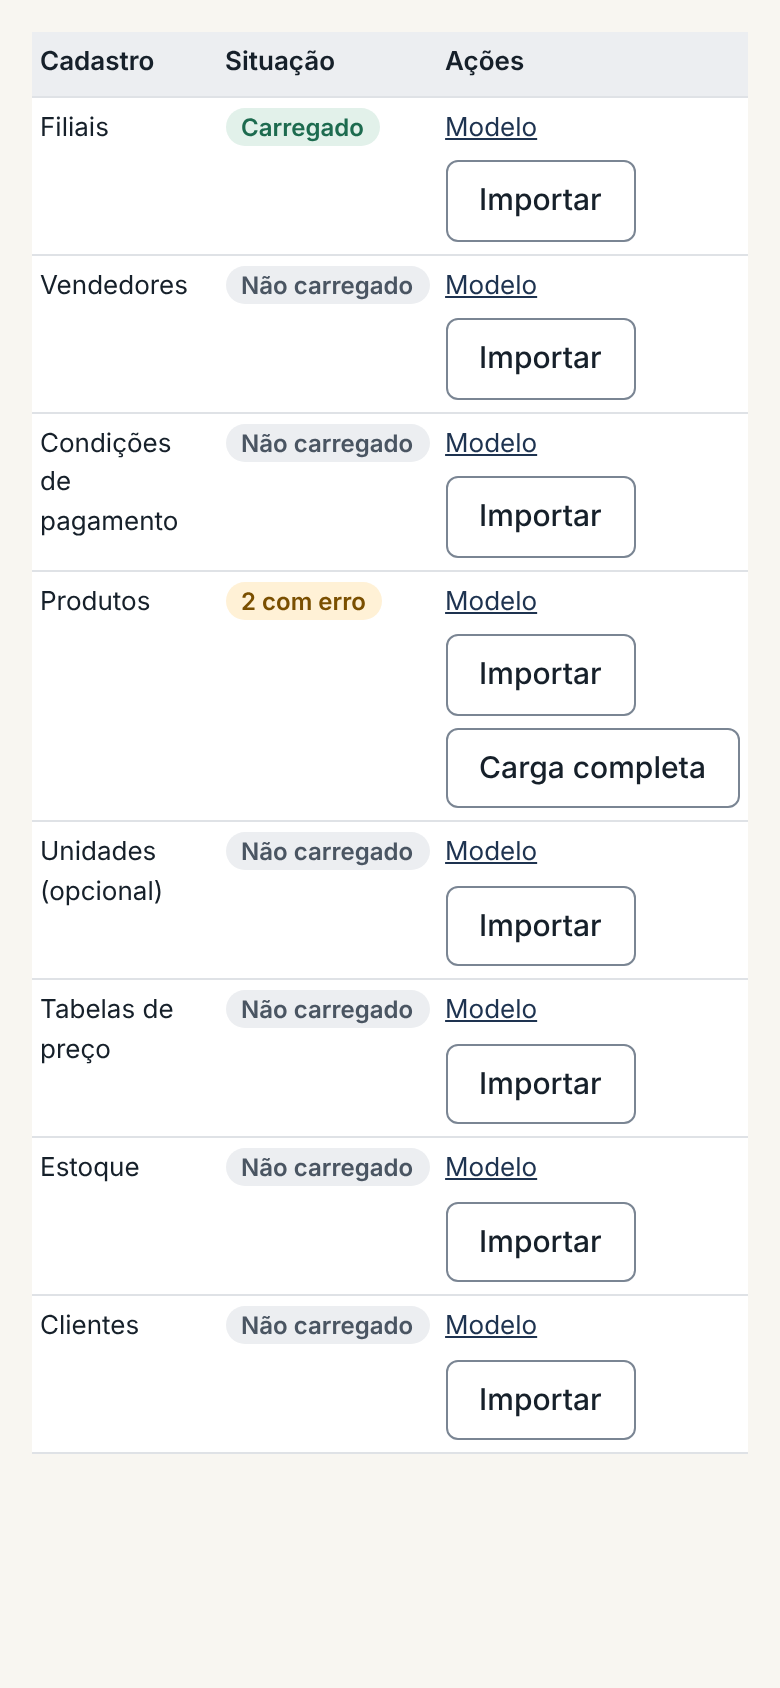 Cadastro Situação Ações
Filiais Carregado Modelo
Importar
Vendedores Não carregado Modelo
Importar
Condições Não carregado Modelo
de
pagamento Importar
Produtos 2 com erro Modelo
Importar
Carga completa
Unidades Não carregado Modelo
(opcional)
Importar
Tabelas de Não carregado Modelo
preço
Importar
Estoque Não carregado Modelo
Importar
Clientes Não carregado Modelo
Importar